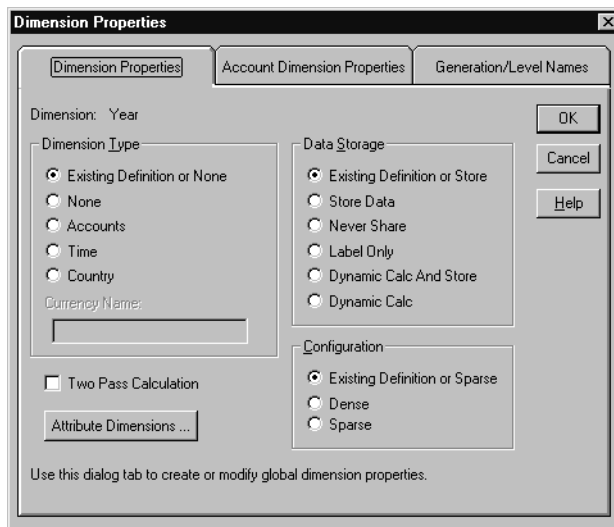 Dimension Properties
Dimension Properties
Account Dimension Properties
Generation/Level Names
Dimension: Year
Dimension Type
Existing Definition or None
None
Accounts
Time
Country
Currency Name:
Two Pass Calculation
Attribute Dimensions ...
Data Storage
Existing Definition or Store
Store Data
Never Share
Label Only
Dynamic Calc And Store
Dynamic Calc
Configuration
Existing Definition or Sparse
Dense
Sparse
OK
Cancel
Help
Use this dialog tab to create or modify global dimension properties.